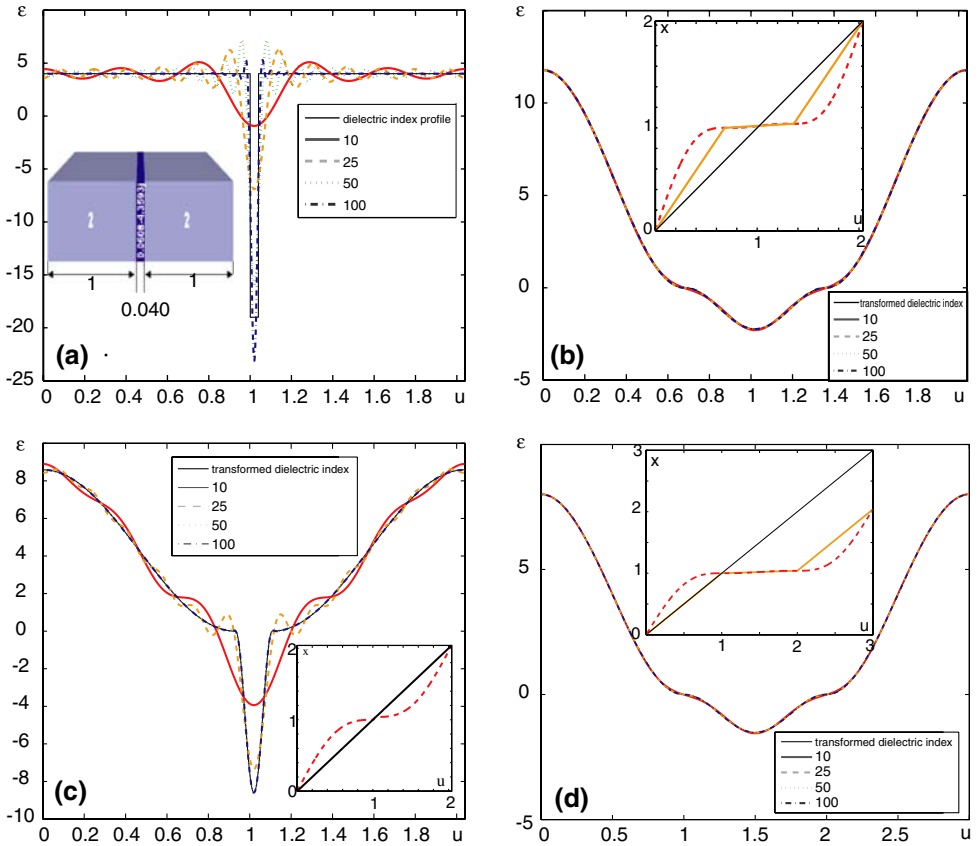 ε
5
0
-5
-10
-15
-20
-25
0 0.2 0.4 0.6 0.8 1 1.2 1.4 1.6 1.8 u
dielectric index profile
10
25
50
100
2 2
1 1
0.040
(a)
ε
10
5
0
-5
0 0.2 0.4 0.6 0.8 1 1.2 1.4 1.6 1.8 u
2
x
1
0
1
u
2
transformed dielectric index
10
25
50
100
(b)
ε
8
6
4
2
0
-2
-4
-6
-8
-10
0 0.2 0.4 0.6 0.8 1 1.2 1.4 1.6 1.8 u
transformed dielectric index
10
25
50
100
2
x
1
0
1
u
2
(c)
ε
5
0
-5
0 0.5 1 1.5 2 2.5 u
3
x
2
1
0
1
2
u
3
transformed dielectric index
10
25
50
100
(d)